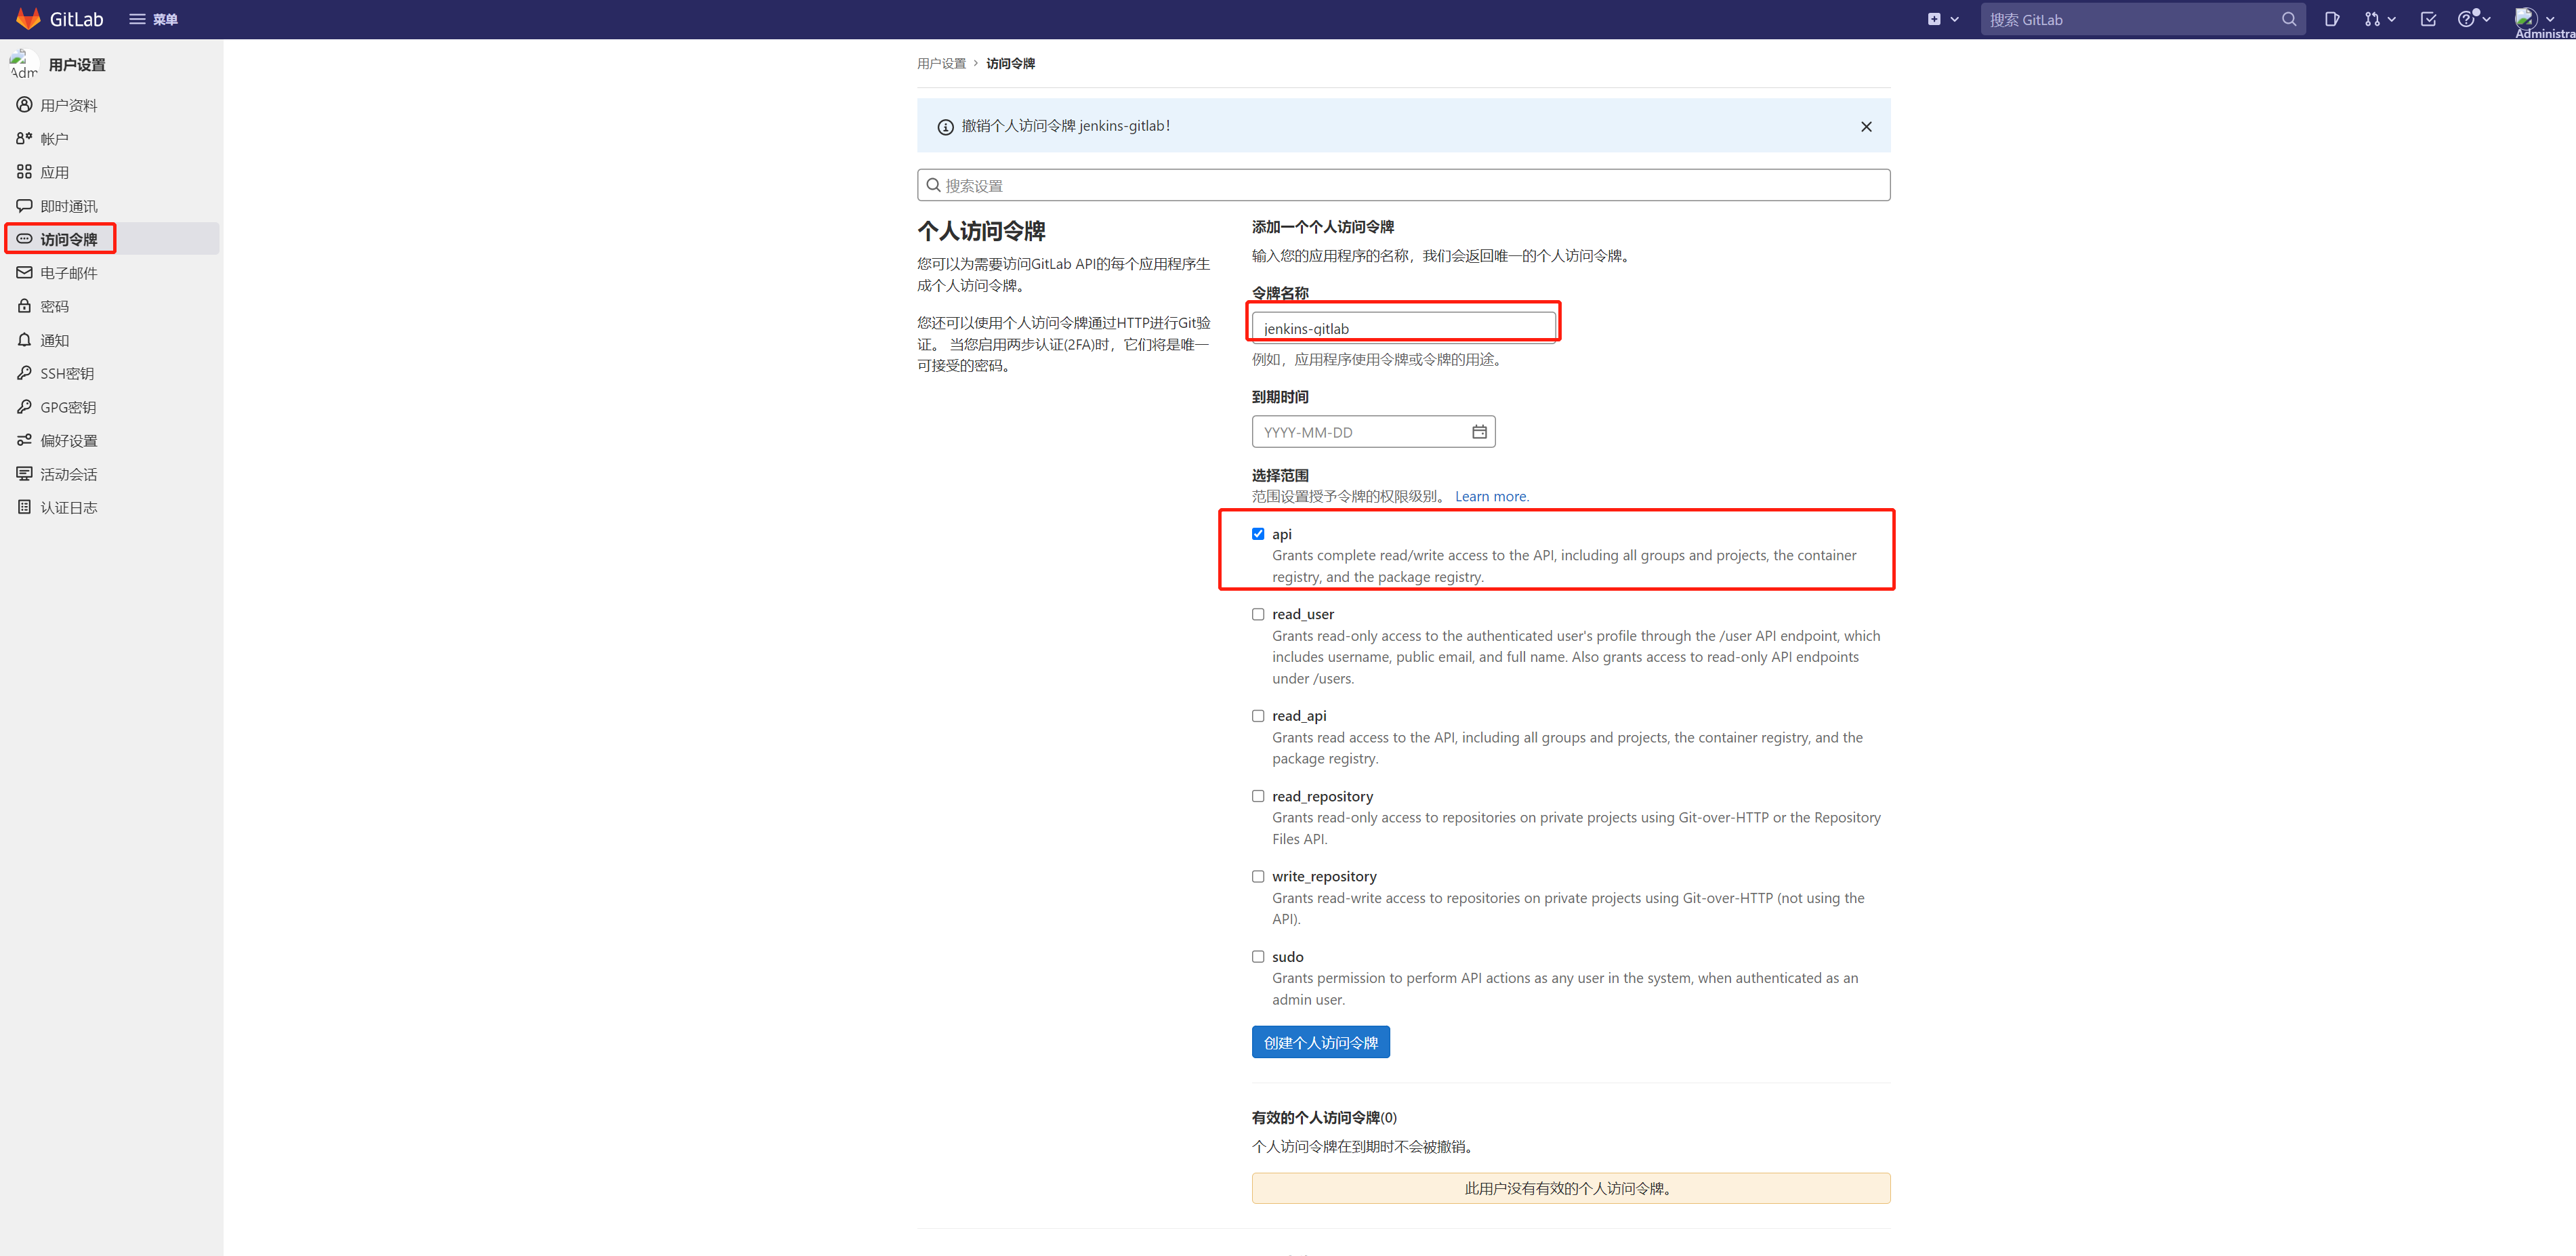 GitLab
菜单
搜索 GitLab
Administra
Adm
用户设置
用户资料
帐户
应用
即时通讯
访问令牌
电子邮件
密码
通知
SSH密钥
GPG密钥
偏好设置
活动会话
认证日志
用户设置 › 访问令牌
撤销个人访问令牌 jenkins-gitlab!
搜索设置
个人访问令牌
您可以为需要访问GitLab API的每个应用程序生
成个人访问令牌。
您还可以使用个人访问令牌通过HTTP进行Git验
证。 当您启用两步认证(2FA)时，它们将是唯一
可接受的密码。
添加一个个人访问令牌
输入您的应用程序的名称，我们会返回唯一的个人访问令牌。
令牌名称
jenkins-gitlab
例如，应用程序使用令牌或令牌的用途。
到期时间
YYYY-MM-DD
选择范围
范围设置授予令牌的权限级别。 Learn more.
api
Grants complete read/write access to the API, including all groups and projects, the container
registry, and the package registry.
read_user
Grants read-only access to the authenticated user's profile through the /user API endpoint, which
includes username, public email, and full name. Also grants access to read-only API endpoints
under /users.
read_api
Grants read access to the API, including all groups and projects, the container registry, and the
package registry.
read_repository
Grants read-only access to repositories on private projects using Git-over-HTTP or the Repository
Files API.
write_repository
Grants read-write access to repositories on private projects using Git-over-HTTP (not using the
API).
sudo
Grants permission to perform API actions as any user in the system, when authenticated as an
admin user.
创建个人访问令牌
有效的个人访问令牌(0)
个人访问令牌在到期时不会被撤销。
此用户没有有效的个人访问令牌。